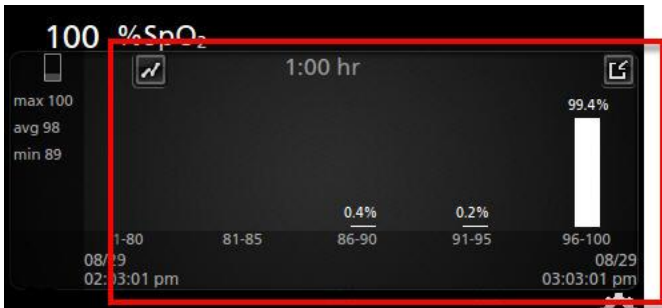 100 %SpO₂
1:00 hr
max 100
avg 98
min 89
99.4%
0.4%
0.2%
1-80
81-85
86-90
91-95
96-100
08/29
08/29
02:03:01 pm
03:03:01 pm